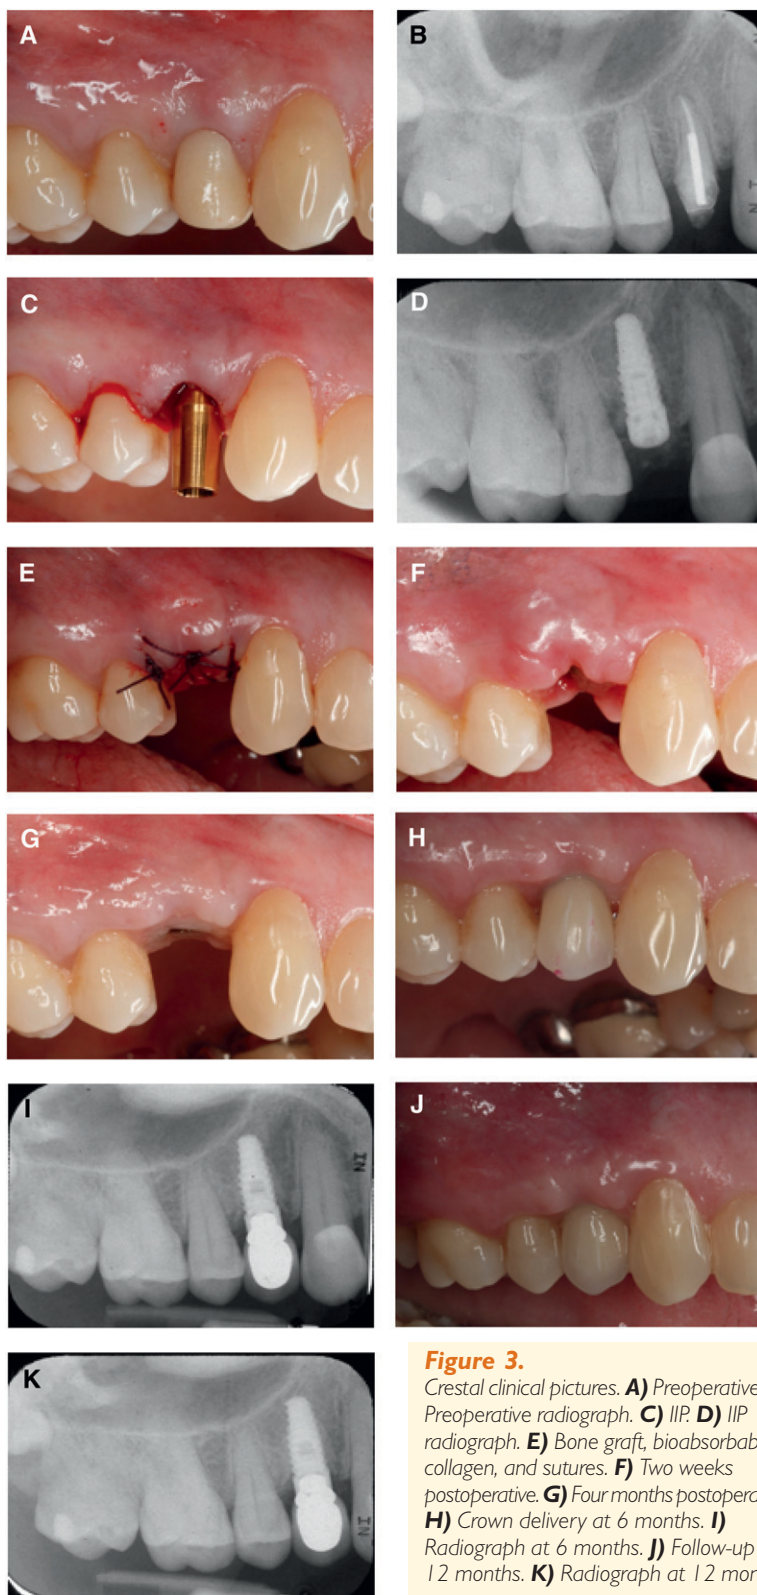 A
B
N I
C
D
E
F
G
H
I
IN
J
K
IN
Figure 3.
Crestal clinical pictures. A) Preoperative
Preoperative radiograph. C) IIP. D) IIP
radiograph. E) Bone graft, bioabsorbab
collagen, and sutures. F) Two weeks
postoperative. G) Four months postopera
H) Crown delivery at 6 months. I)
Radiograph at 6 months. J) Follow-up
12 months. K) Radiograph at 12 mon